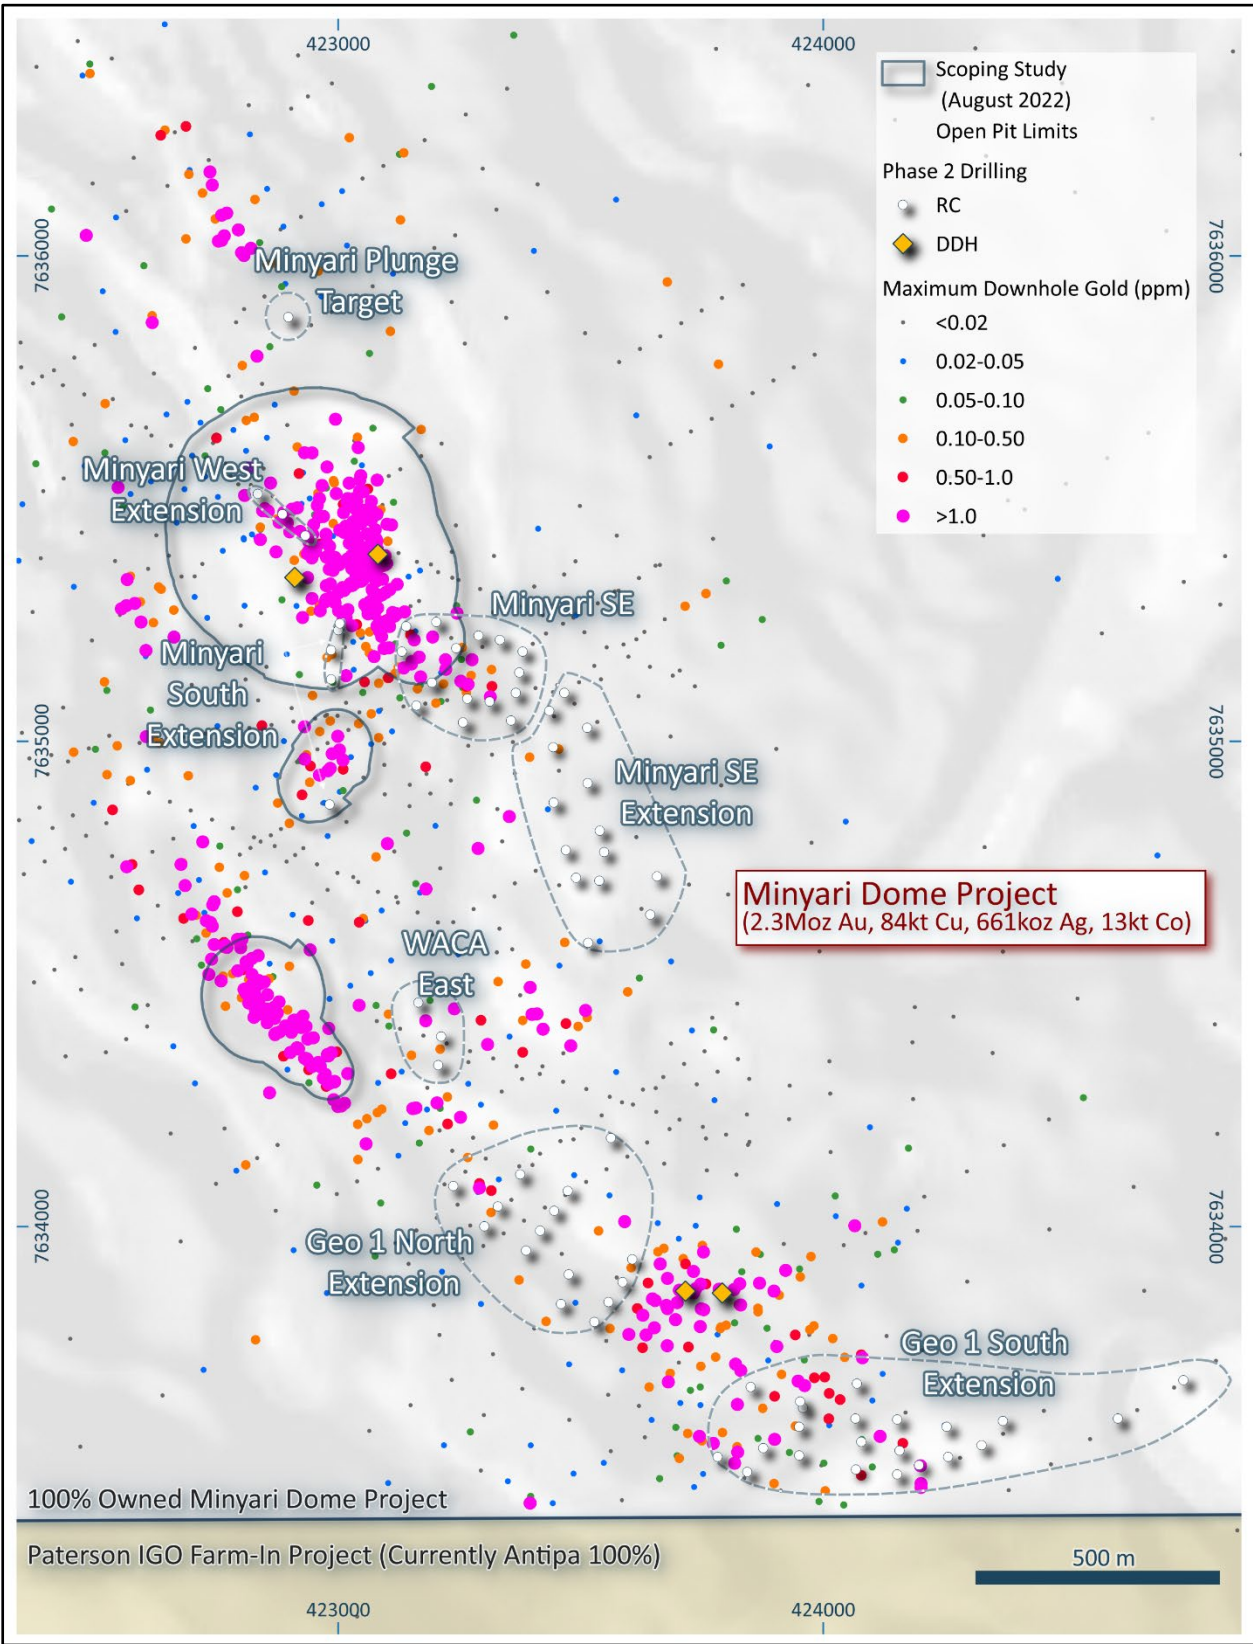 423000
424000
Scoping Study
(August 2022)
Open Pit Limits
Phase 2 Drilling
RC
DDH
Maximum Downhole Gold (ppm)
<0.02
0.02-0.05
0.05-0.10
0.10-0.50
0.50-1.0
>1.0
7636000
7636000
Minyari Plunge
Target
Minyari West
Extension
Minyari SE
Minyari
South
Extension
7635000
7635000
Minyari SE
Extension
Minyari Dome Project
(2.3Moz Au, 84kt Cu, 661koz Ag, 13kt Co)
WACA
East
7634000
7634000
Geo 1 North
Extension
Geo 1 South
Extension
100% Owned Minyari Dome Project
Paterson IGO Farm-In Project (Currently Antipa 100%)
500 m
423000
424000